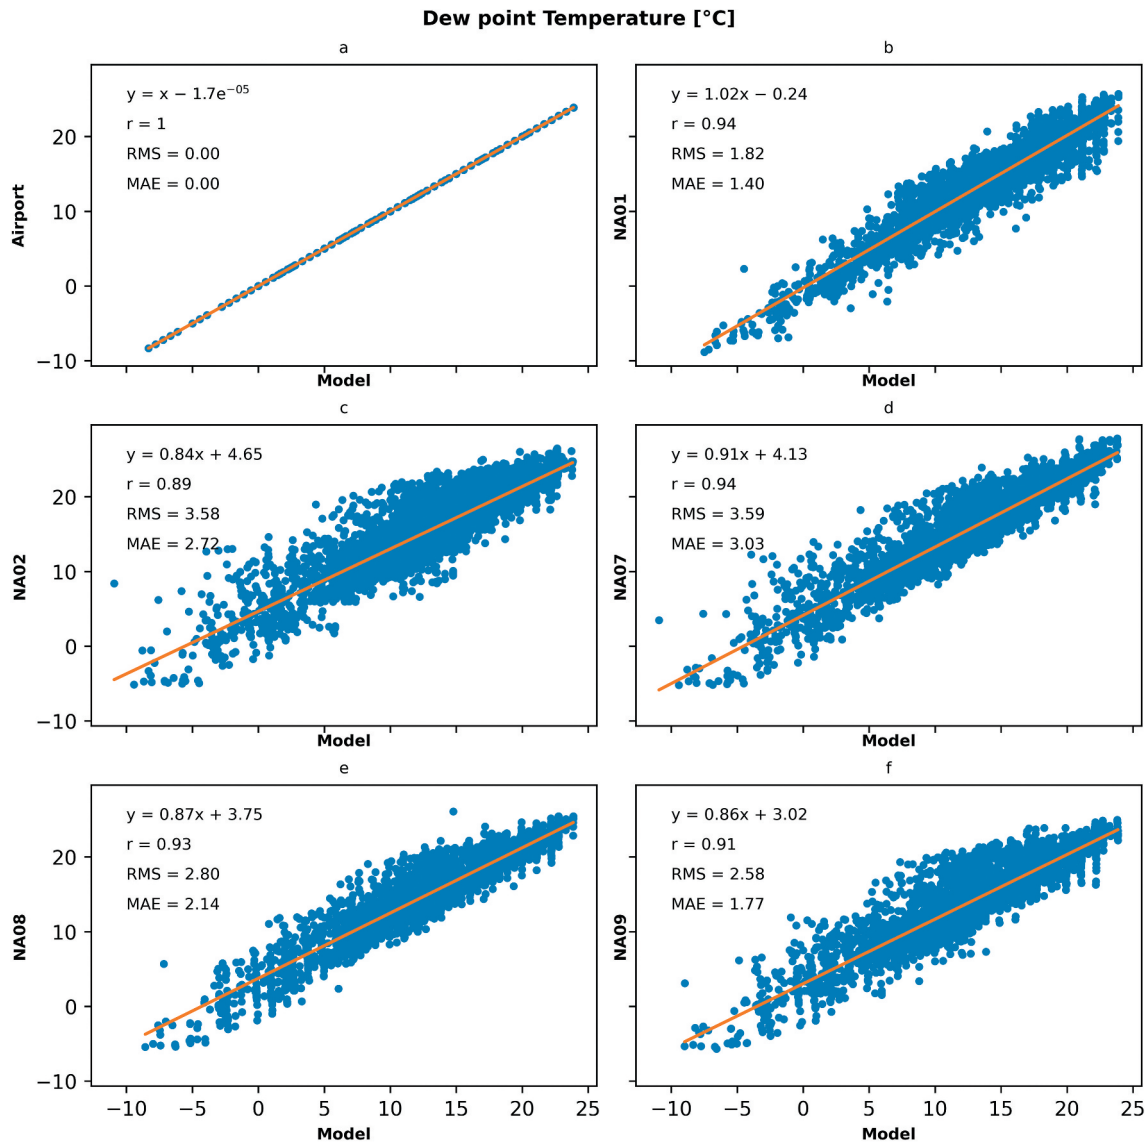 Dew point Temperature [°C]
a
y = x − 1.7e⁻⁰⁵
r = 1
RMS = 0.00
MAE = 0.00
20
10
0
−10
Airport
Model
b
y = 1.02x − 0.24
r = 0.94
RMS = 1.82
MAE = 1.40
NA01
Model
c
y = 0.84x + 4.65
r = 0.89
RMS = 3.58
MAE = 2.72
20
10
0
−10
NA02
Model
d
y = 0.91x + 4.13
r = 0.94
RMS = 3.59
MAE = 3.03
NA07
Model
e
y = 0.87x + 3.75
r = 0.93
RMS = 2.80
MAE = 2.14
20
10
0
−10
NA08
−10 −5 0 5 10 15 20 25
Model
f
y = 0.86x + 3.02
r = 0.91
RMS = 2.58
MAE = 1.77
NA09
−10 −5 0 5 10 15 20 25
Model